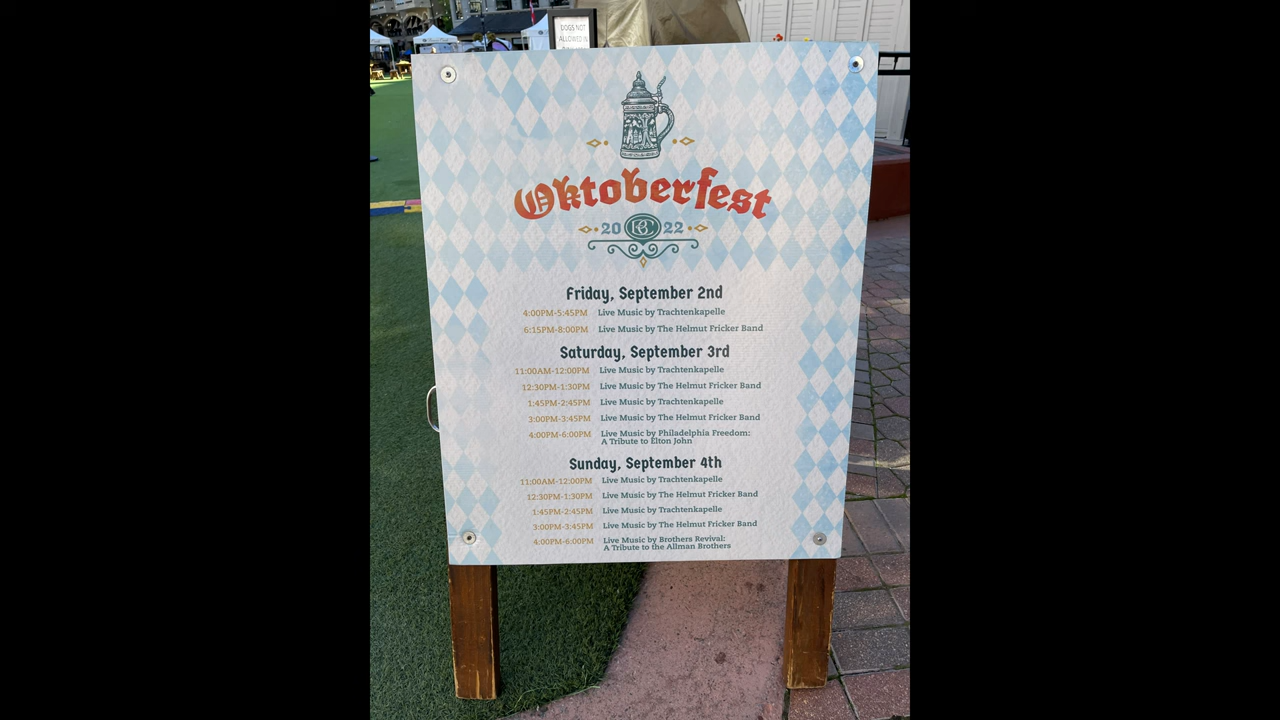 DOGS NOT
ALLOWED IN
Oktoberfest
20 BC 22
Friday, September 2nd
4:00PM-5:45PM Live Music by Trachtenkapelle
6:15PM-8:00PM Live Music by The Helmut Fricker Band
Saturday, September 3rd
11:00AM-12:00PM Live Music by Trachtenkapelle
12:30PM-1:30PM Live Music by The Helmut Fricker Band
1:45PM-2:45PM Live Music by Trachtenkapelle
3:00PM-3:45PM Live Music by The Helmut Fricker Band
4:00PM-6:00PM Live Music by Philadelphia Freedom:
A Tribute to Elton John
Sunday, September 4th
11:00AM-12:00PM Live Music by Trachtenkapelle
12:30PM-1:30PM Live Music by The Helmut Fricker Band
1:45PM-2:45PM Live Music by Trachtenkapelle
3:00PM-3:45PM Live Music by The Helmut Fricker Band
4:00PM-6:00PM Live Music by Brothers Revival:
A Tribute to the Allman Brothers